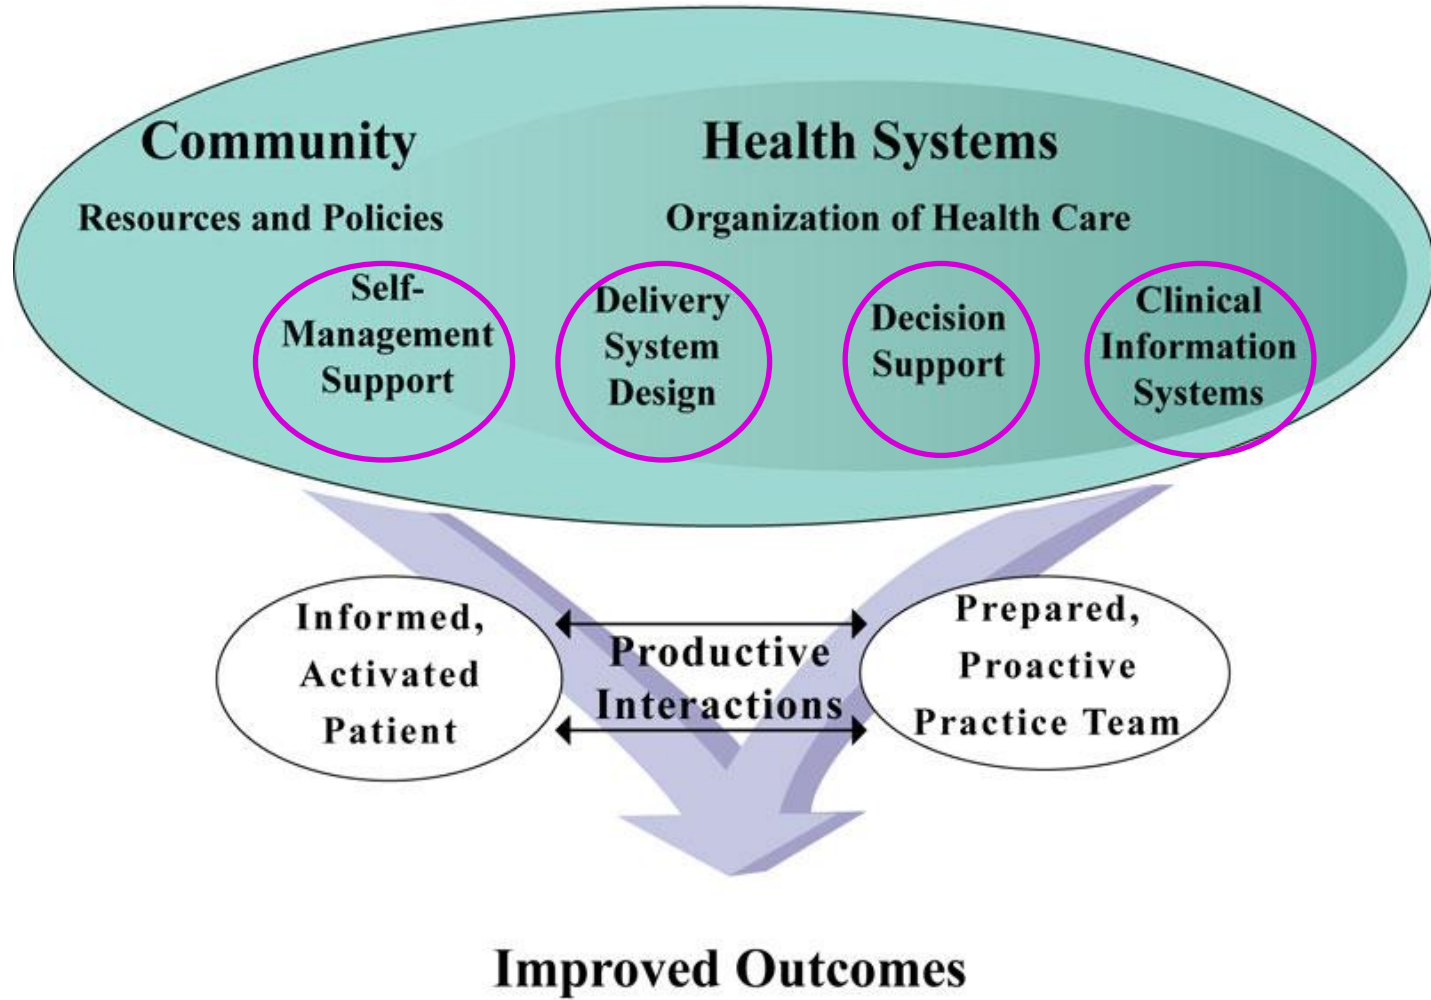 Community
Health Systems
Resources and Policies
Organization of Health Care
Self-
Management
Support
Delivery
System
Design
Decision
Support
Clinical
Information
Systems
Informed,
Activated
Patient
Productive
Interactions
Prepared,
Proactive
Practice Team
Improved Outcomes